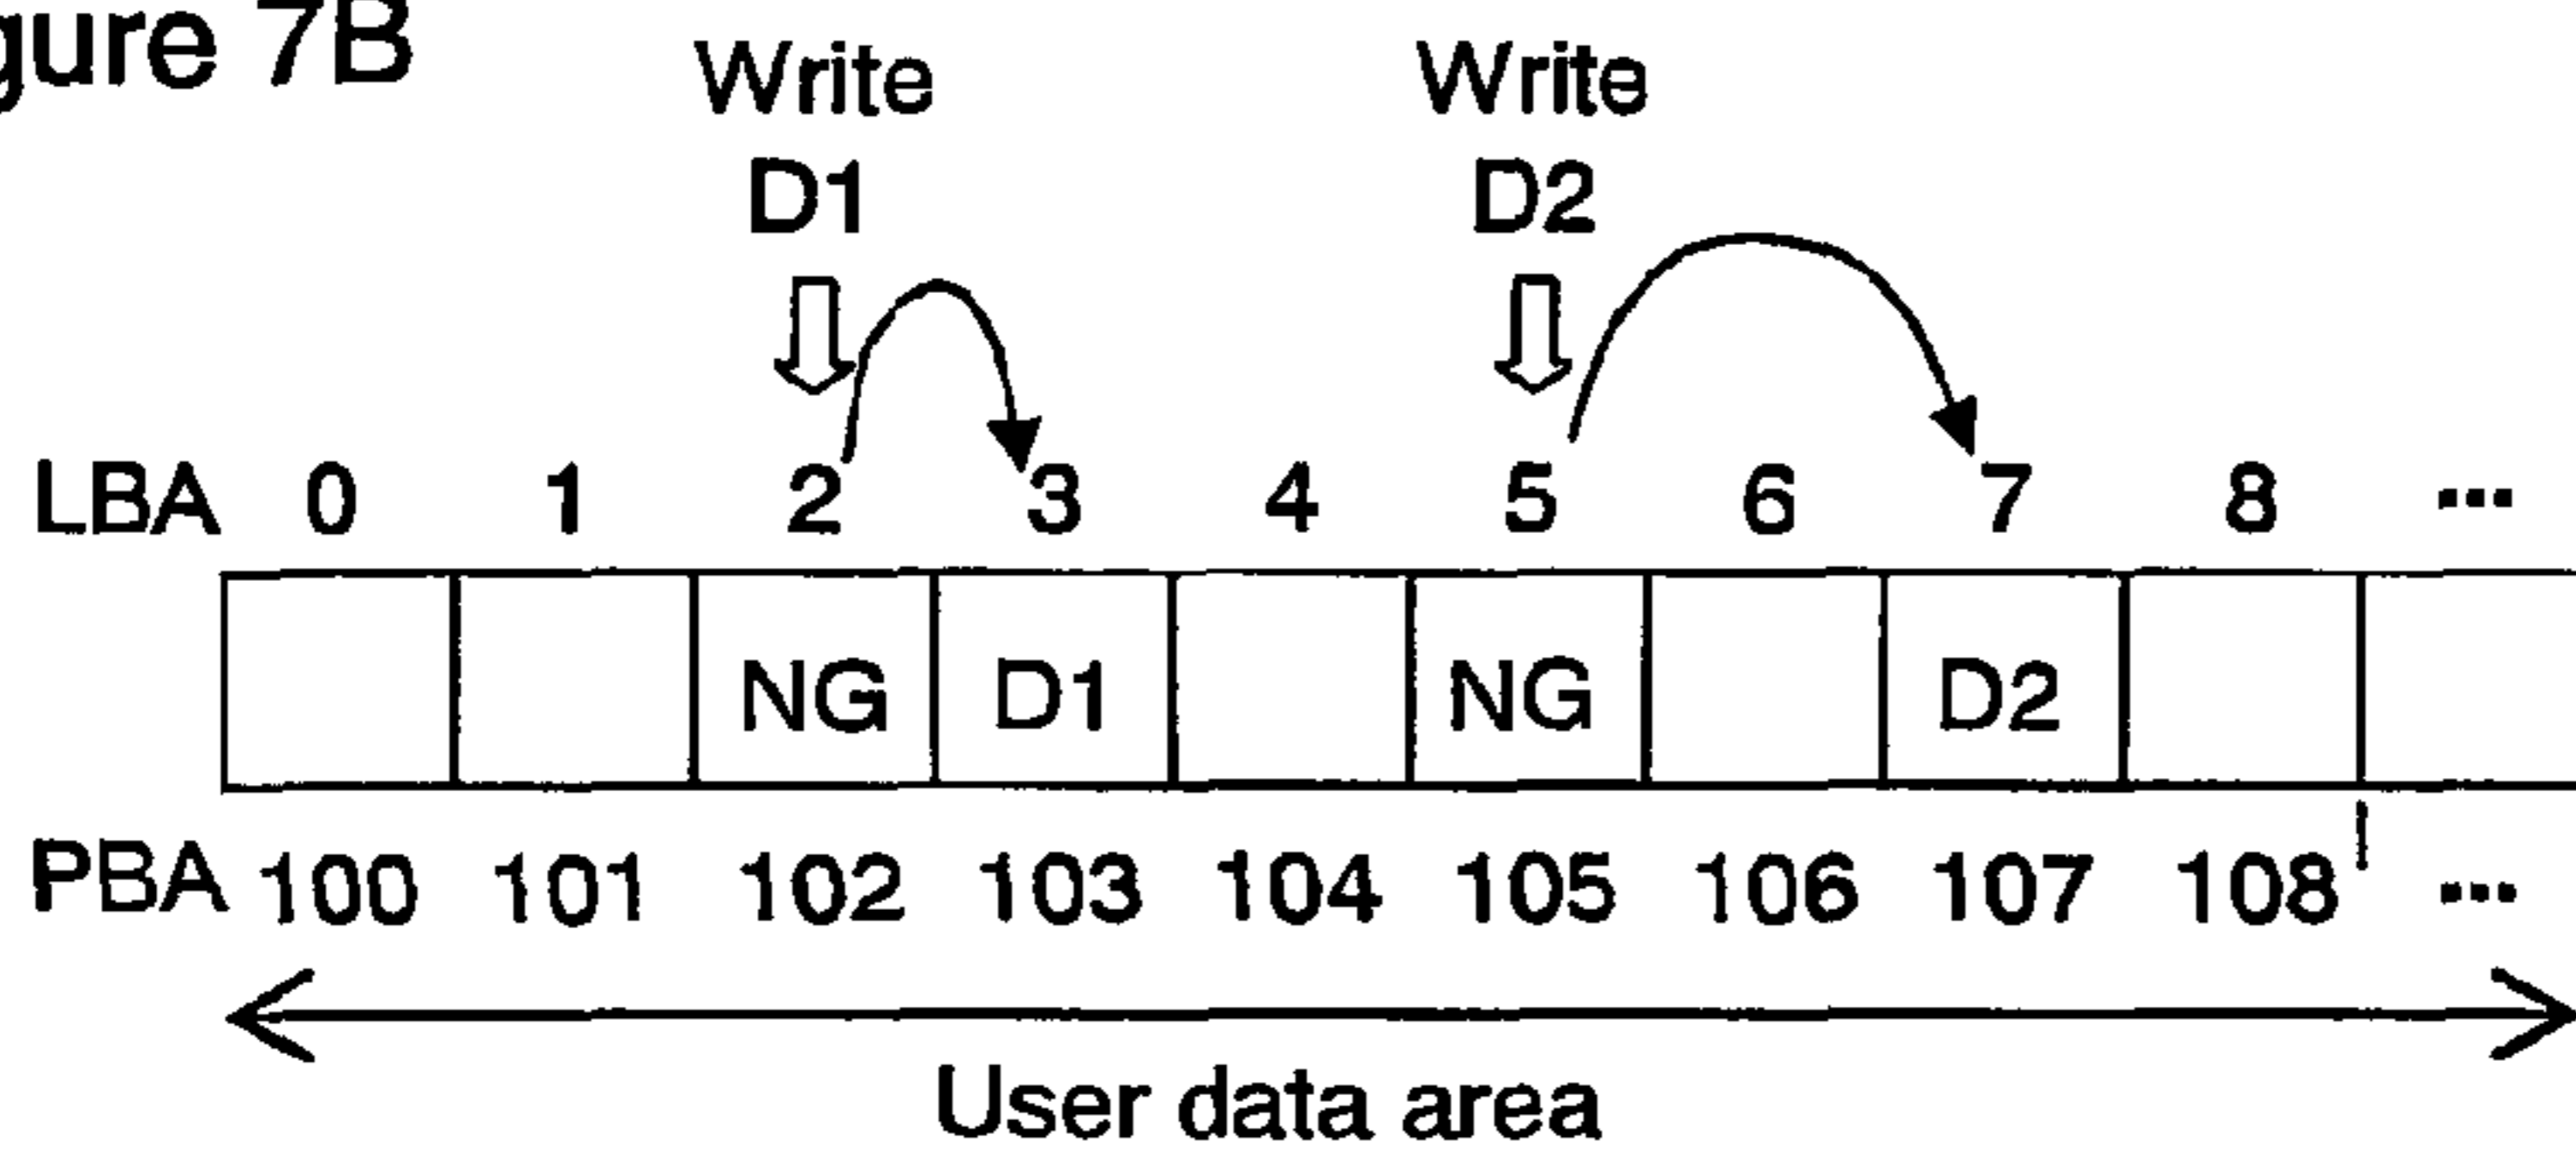 gure 7B
Write Write
D1 D2
LBA 0 1 2 3 4 5 6 7 8 ...
NG D1 NG D2
PBA 100 101 102 103 104 105 106 107 108 ...
User data area